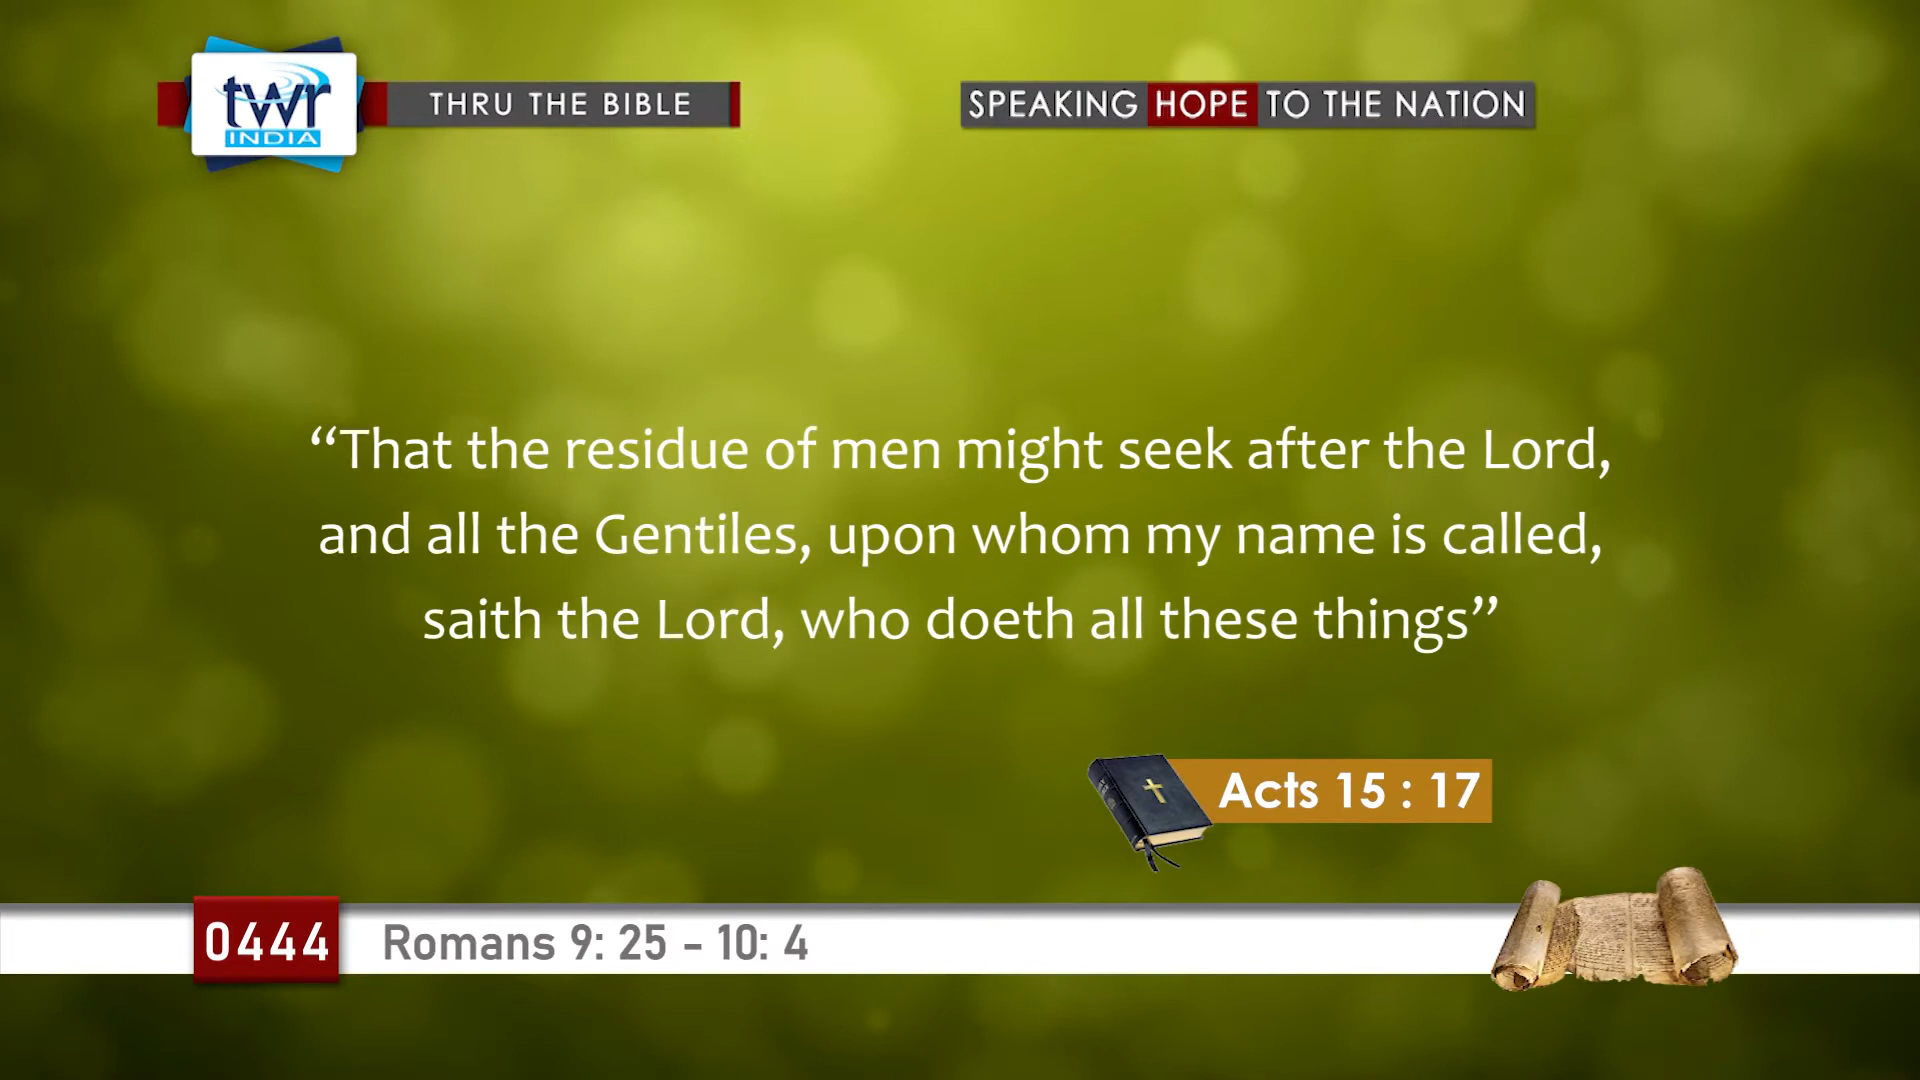 twr
INDIA
THRU THE BIBLE
SPEAKING HOPE TO THE NATION
“That the residue of men might seek after the Lord,
and all the Gentiles, upon whom my name is called,
saith the Lord, who doeth all these things”
Acts 15 : 17
0444
Romans 9: 25 - 10: 4